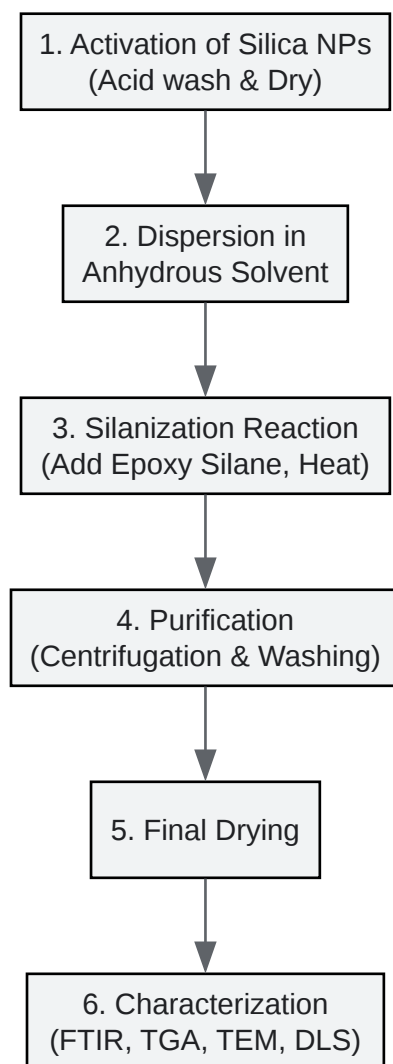 1. Activation of Silica NPs
(Acid wash & Dry)
2. Dispersion in
Anhydrous Solvent
3. Silanization Reaction
(Add Epoxy Silane, Heat)
4. Purification
(Centrifugation & Washing)
5. Final Drying
6. Characterization
(FTIR, TGA, TEM, DLS)